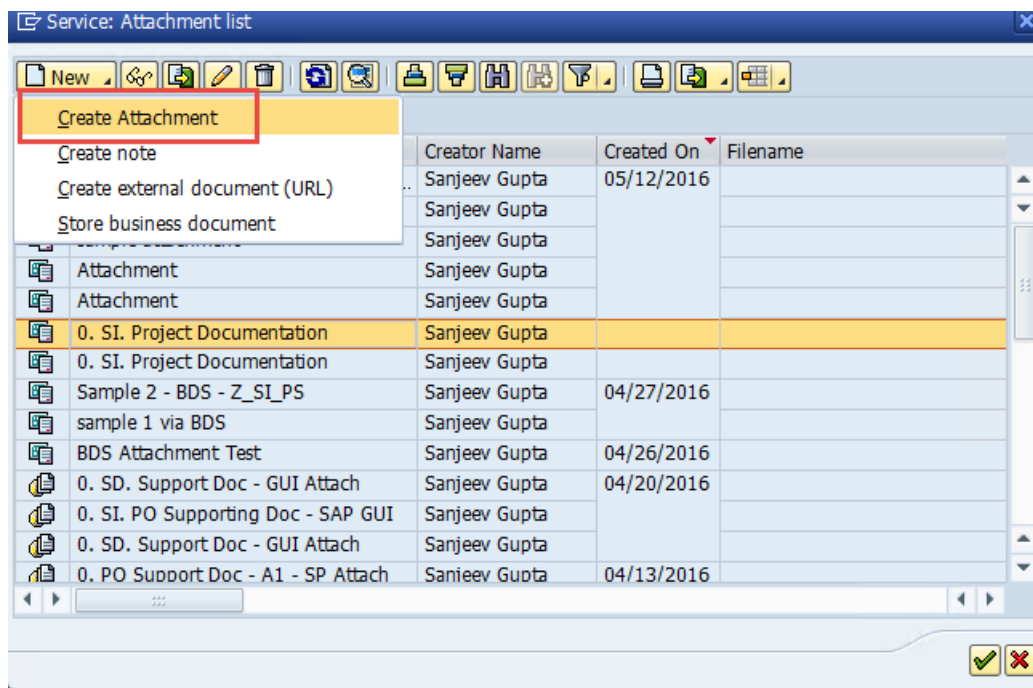 Service: Attachment list
New
Create Attachment
Create note
Create external document (URL)
Store business document
Creator Name Created On Filename
.. Sanjeev Gupta 05/12/2016
Sanjeev Gupta
Sanjeev Gupta
Attachment Sanjeev Gupta
Attachment Sanjeev Gupta
0. SI. Project Documentation Sanjeev Gupta
0. SI. Project Documentation Sanjeev Gupta
Sample 2 - BDS - Z_SI_PS Sanjeev Gupta 04/27/2016
sample 1 via BDS Sanjeev Gupta
BDS Attachment Test Sanjeev Gupta 04/26/2016
0. SD. Support Doc - GUI Attach Sanjeev Gupta 04/20/2016
0. SI. PO Supporting Doc - SAP GUI Sanjeev Gupta
0. SD. Support Doc - GUI Attach Sanjeev Gupta
0. PO Support Doc - A1 - SP Attach Sanjeev Gupta 04/13/2016